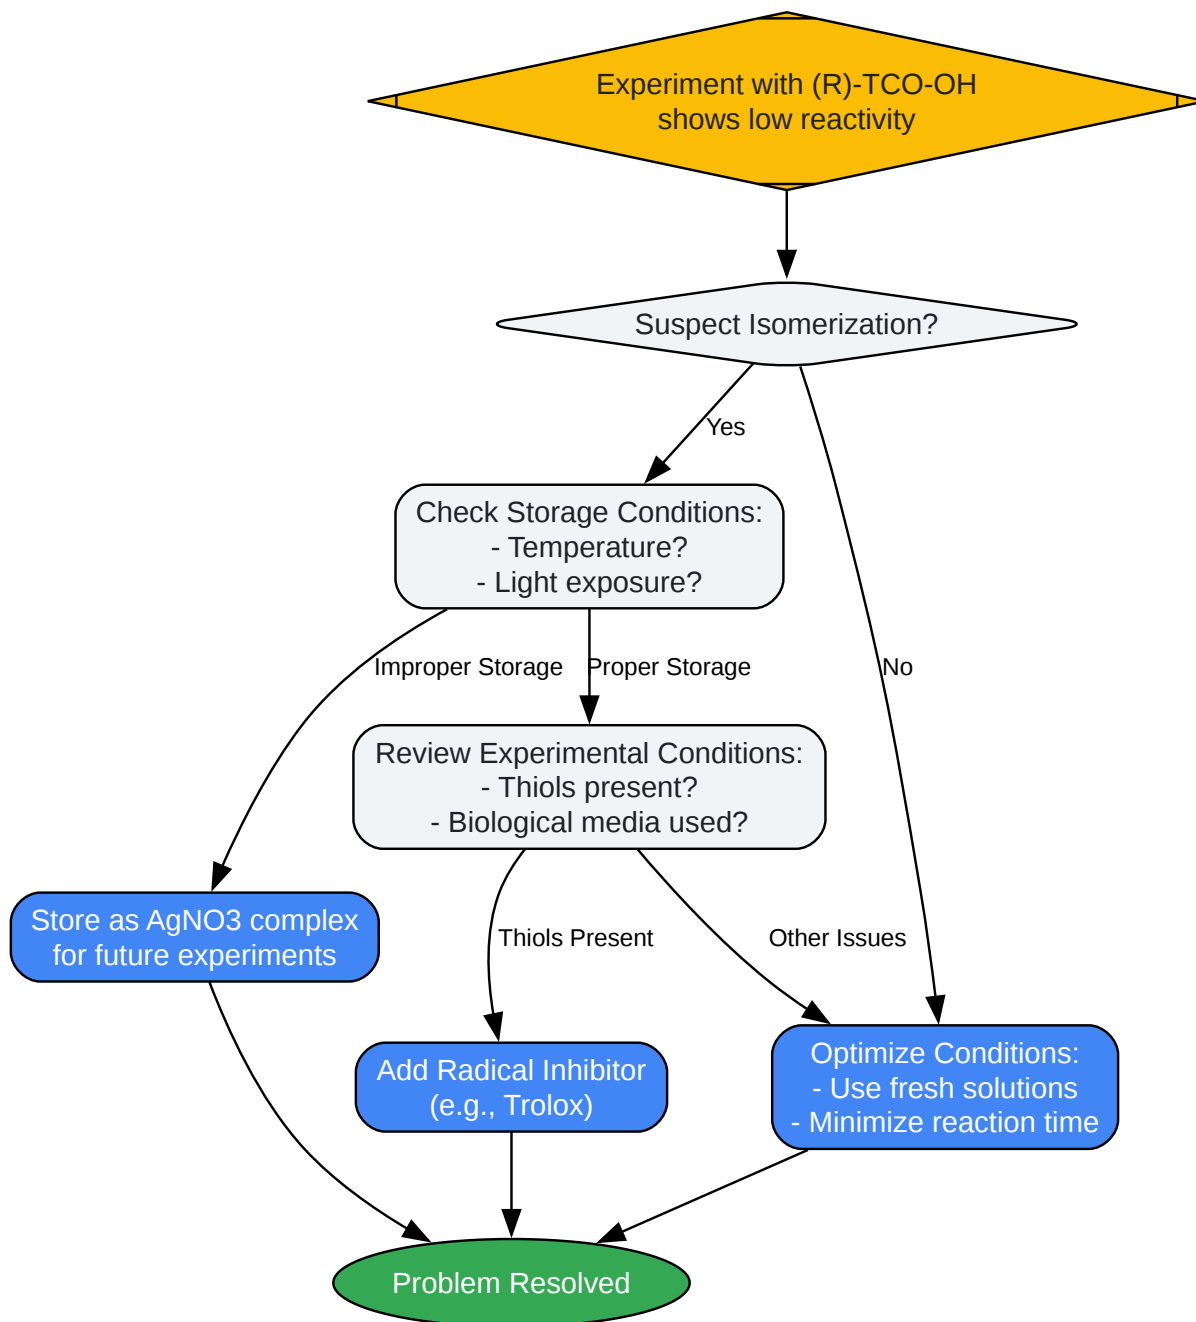 Experiment with (R)-TCO-OH
shows low reactivity
Suspect Isomerization?
Yes
Check Storage Conditions:
- Temperature?
- Light exposure?
Improper Storage
Proper Storage
No
Review Experimental Conditions:
- Thiols present?
- Biological media used?
Store as AgNO3 complex
for future experiments
Thiols Present
Other Issues
Add Radical Inhibitor
(e.g., Trolox)
Optimize Conditions:
- Use fresh solutions
- Minimize reaction time
Problem Resolved